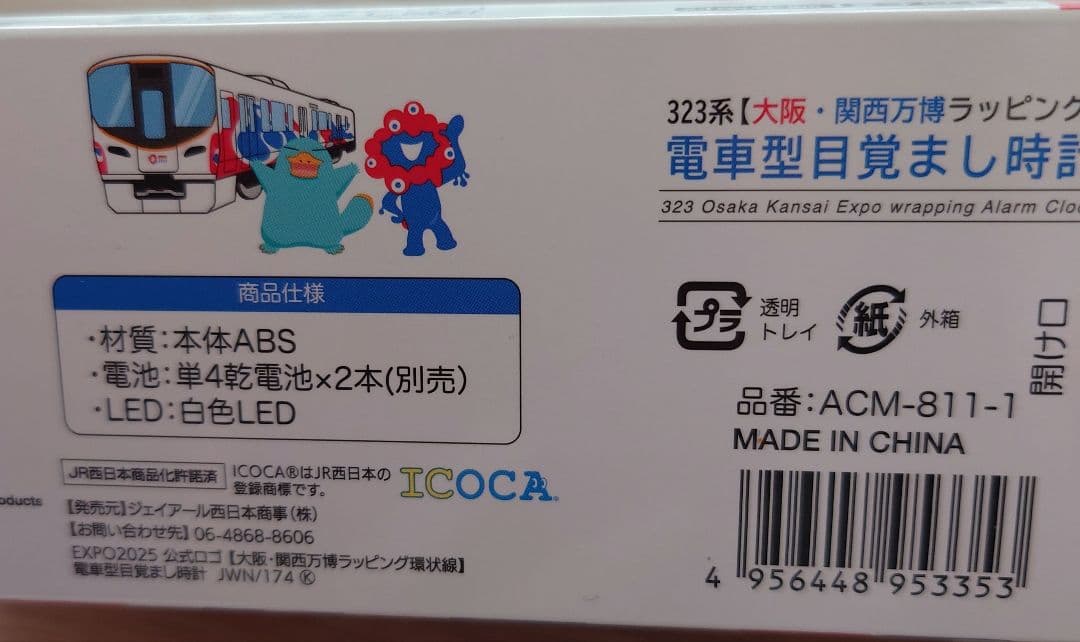 323系【大阪・関西万博ラッピング
電車型目覚まし時計
323 Osaka Kansai Expo wrapping Alarm Clo
商品仕様
・材質：本体ABS
・電池：単4乾電池×2本(別売)
・LED：白色LED
プラ
透明
トレイ
紙
外箱
開け口
品番：ACM-811-1
MADE IN CHINA
JR西日本商品化許諾済
ICOCA®はJR西日本の
登録商標です。
ICOCA
oducts
【発売元】ジェイアール西日本商事（株）
【お問い合わせ先】06-4868-8606
EXPO2025 公式ロゴ【大阪・関西万博ラッピング環状線】
電車型目覚まし時計 JWN/174 Ⓚ
4 956448 953353